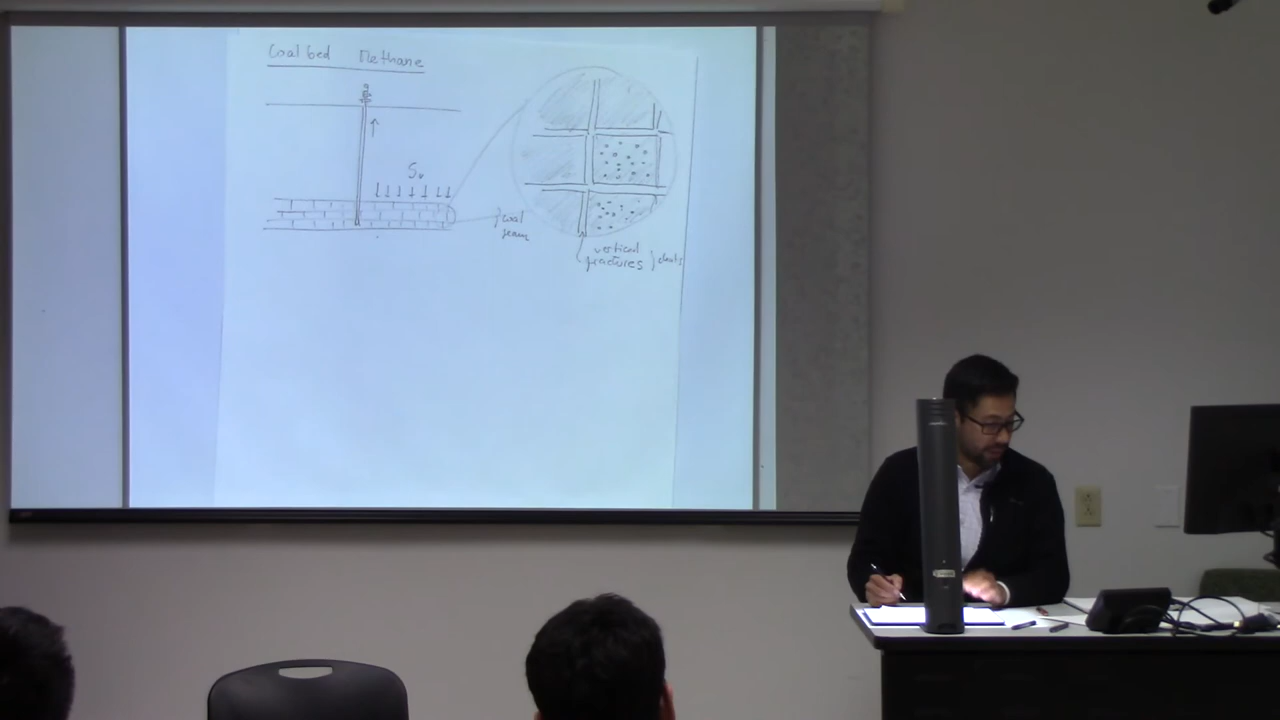 Coal bed Methane
Sv
coal
seam
vertical
fractures } cleats